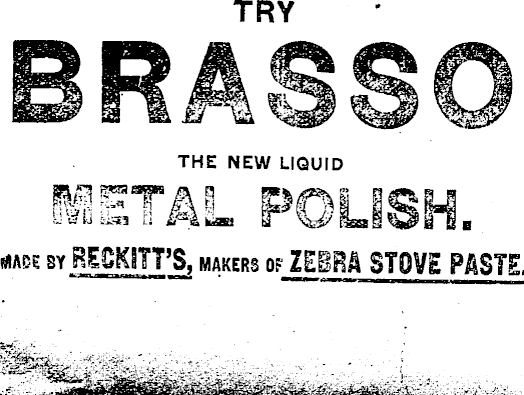 TRY
BRASSO
THE NEW LIQUID
METAL POLISH.
MADE BY RECKITT'S, MAKERS OF ZEBRA STOVE PASTE.